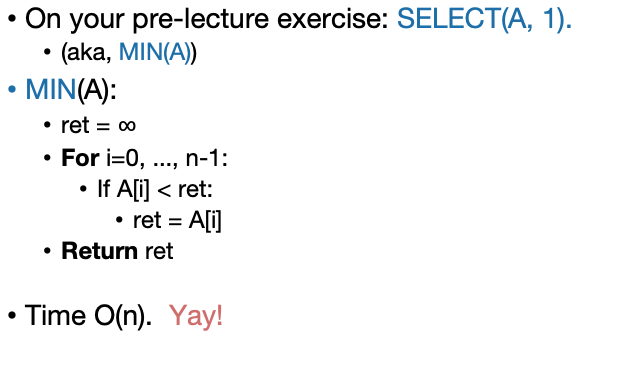 • On your pre-lecture exercise: SELECT(A, 1).
• (aka, MIN(A))
• MIN(A):
• ret = ∞
• For i=0, ..., n-1:
• If A[i] < ret:
• ret = A[i]
• Return ret
• Time O(n). Yay!